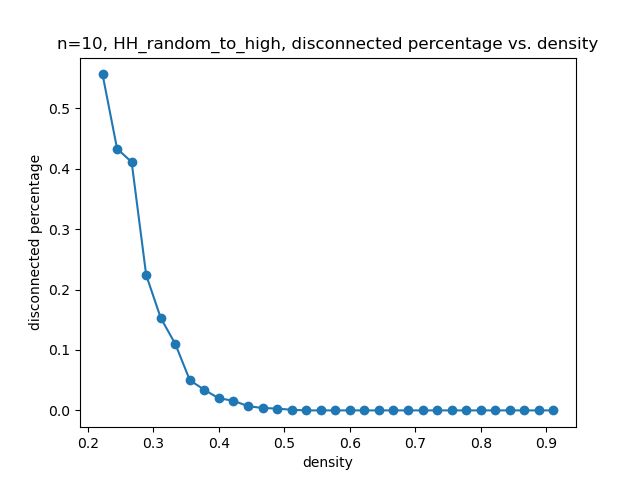 n=10, HH_random_to_high, disconnected percentage vs. density
disconnected percentage
0.5
0.4
0.3
0.2
0.1
0.0
0.2 0.3 0.4 0.5 0.6 0.7 0.8 0.9
density